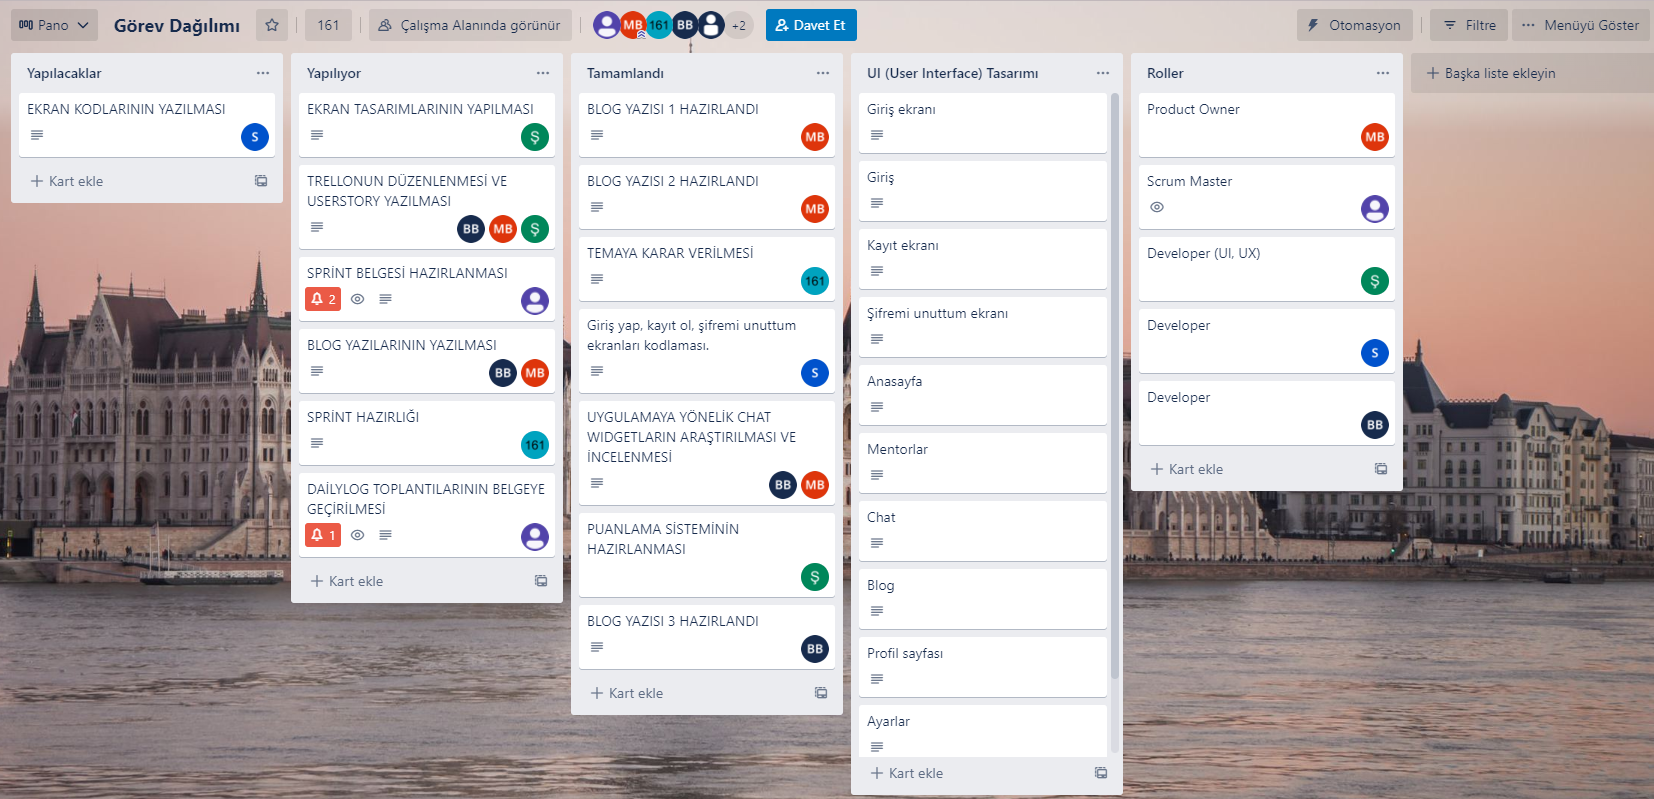 Pano
Görev Dağılımı
161
Çalışma Alanında görünür
MB
161
BB
+2
Davet Et
Otomasyon
Filtre
Menüyü Göster
Yapılacaklar
EKRAN KODLARININ YAZILMASI
S
Kart ekle
Yapılıyor
EKRAN TASARIMLARININ YAPILMASI
Ş
TRELLONUN DÜZENLENMESİ VE
USERSTORY YAZILMASI
BB MB Ş
SPRİNT BELGESİ HAZIRLANMASI
2
BLOG YAZILARININ YAZILMASI
BB MB
SPRİNT HAZIRLIĞI
161
DAİLYLOG TOPLANTILARININ BELGEYE
GEÇİRİLMESİ
1
Kart ekle
Tamamlandı
BLOG YAZISI 1 HAZIRLANDI
MB
BLOG YAZISI 2 HAZIRLANDI
MB
TEMAYA KARAR VERİLMESİ
161
Giriş yap, kayıt ol, şifremi unuttum
ekranları kodlaması.
S
UYGULAMAYA YÖNELİK CHAT
WIDGETLARIN ARAŞTIRILMASI VE
İNCELENMESİ
BB MB
PUANLAMA SİSTEMİNİN
HAZIRLANMASI
Ş
BLOG YAZISI 3 HAZIRLANDI
BB
Kart ekle
UI (User Interface) Tasarımı
Giriş ekranı
Giriş
Kayıt ekranı
Şifremi unuttum ekranı
Anasayfa
Mentorlar
Chat
Blog
Profil sayfası
Ayarlar
Kart ekle
Roller
Product Owner
MB
Scrum Master
Developer (UI, UX)
Ş
Developer
S
Developer
BB
Kart ekle
Başka liste ekleyin